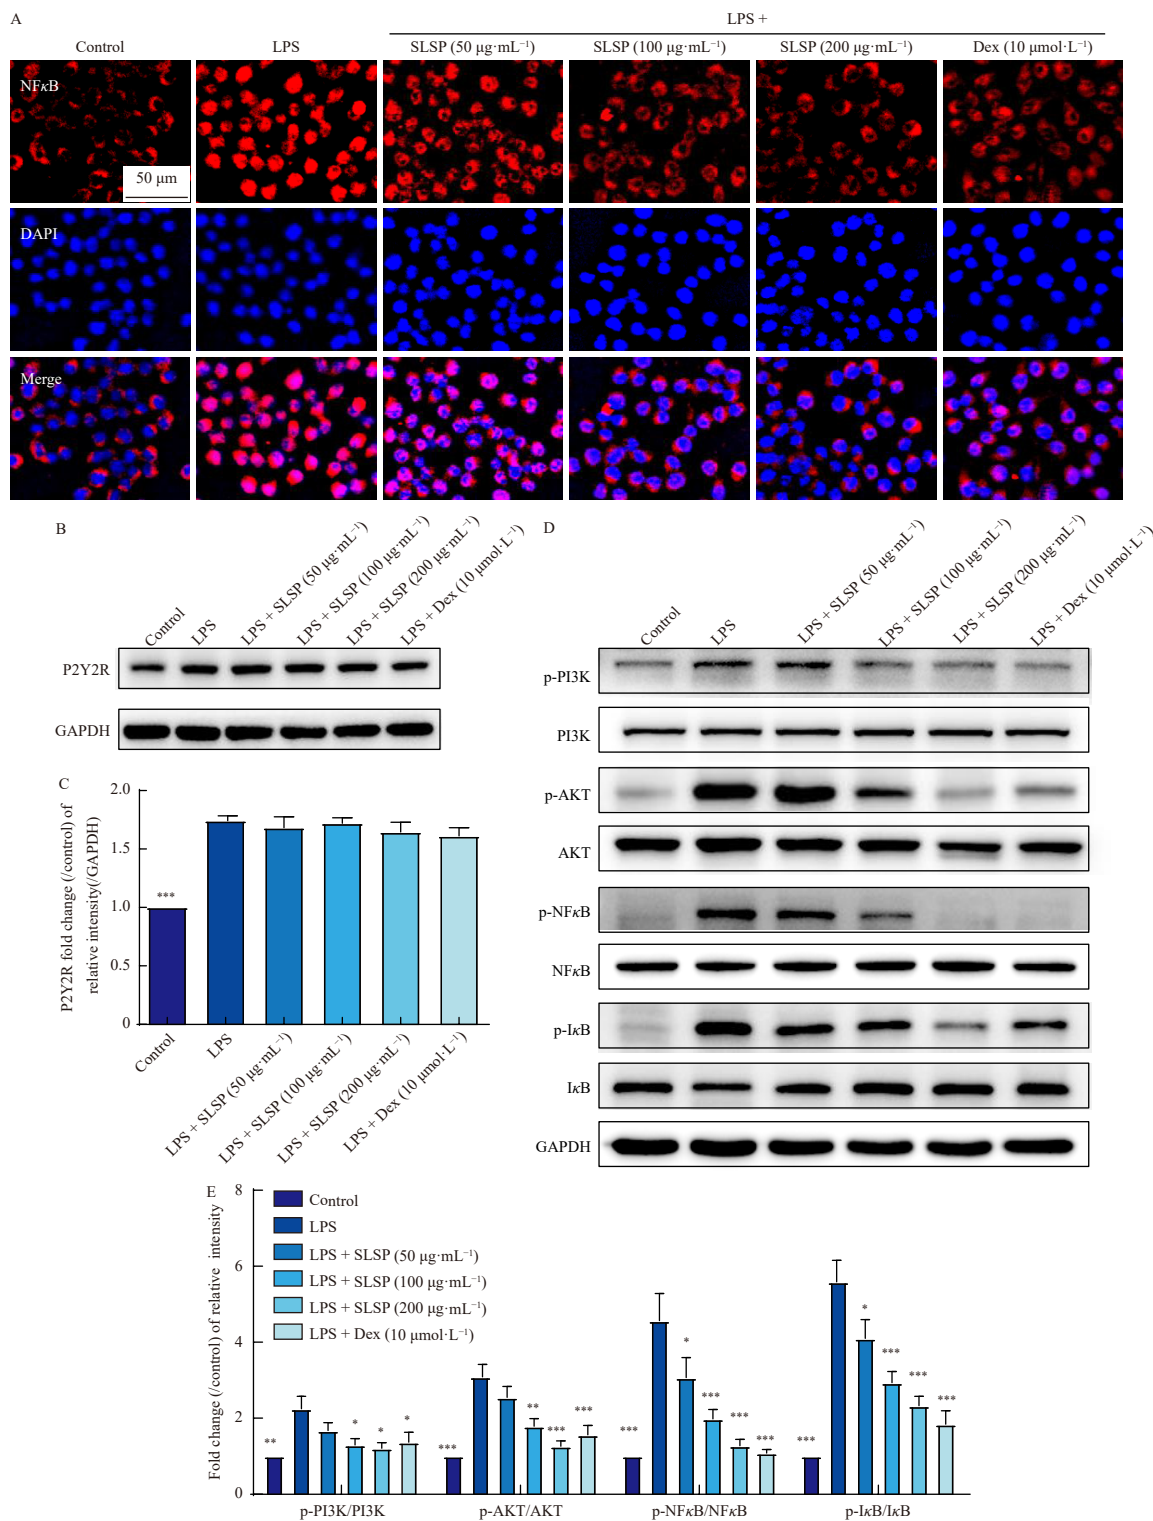 A
LPS +
Control
LPS
SLSP (50 μg·mL⁻¹)
SLSP (100 μg·mL⁻¹)
SLSP (200 μg·mL⁻¹)
Dex (10 μmol·L⁻¹)
NFκB
50 μm
DAPI
Merge
B
Control
LPS
LPS + SLSP (50 μg·mL⁻¹)
LPS + SLSP (100 μg·mL⁻¹)
LPS + SLSP (200 μg·mL⁻¹)
LPS + Dex (10 μmol·L⁻¹)
P2Y2R
GAPDH
C
P2Y2R fold change (/control) of
relative intensity(/GAPDH)
2.0
1.5
1.0
0.5
0
***
Control
LPS
LPS + SLSP (50 μg·mL⁻¹)
LPS + SLSP (100 μg·mL⁻¹)
LPS + SLSP (200 μg·mL⁻¹)
LPS + Dex (10 μmol·L⁻¹)
D
Control
LPS
LPS + SLSP (50 μg·mL⁻¹)
LPS + SLSP (100 μg·mL⁻¹)
LPS + SLSP (200 μg·mL⁻¹)
LPS + Dex (10 μmol·L⁻¹)
p-PI3K
PI3K
p-AKT
AKT
p-NFκB
NFκB
p-IκB
IκB
GAPDH
E
Fold change (/control) of relative intensity
8
6
4
2
0
Control
LPS
LPS + SLSP (50 μg·mL⁻¹)
LPS + SLSP (100 μg·mL⁻¹)
LPS + SLSP (200 μg·mL⁻¹)
LPS + Dex (10 μmol·L⁻¹)
** * * *
*** ** *** ***
*** * *** *** ***
*** * *** *** ***
p-PI3K/PI3K
p-AKT/AKT
p-NFκB/NFκB
p-IκB/IκB